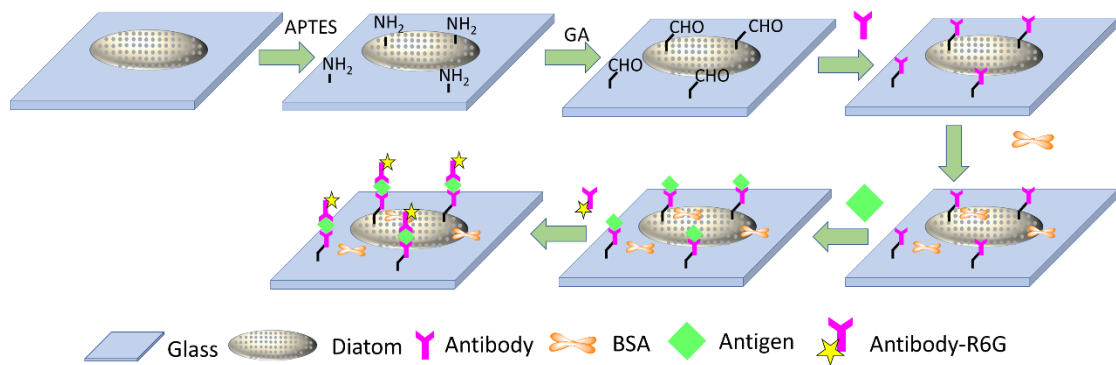 APTES
NH2
NH2
NH2
NH2
GA
CHO
CHO
CHO
CHO
Glass
Diatom
Antibody
BSA
Antigen
Antibody-R6G